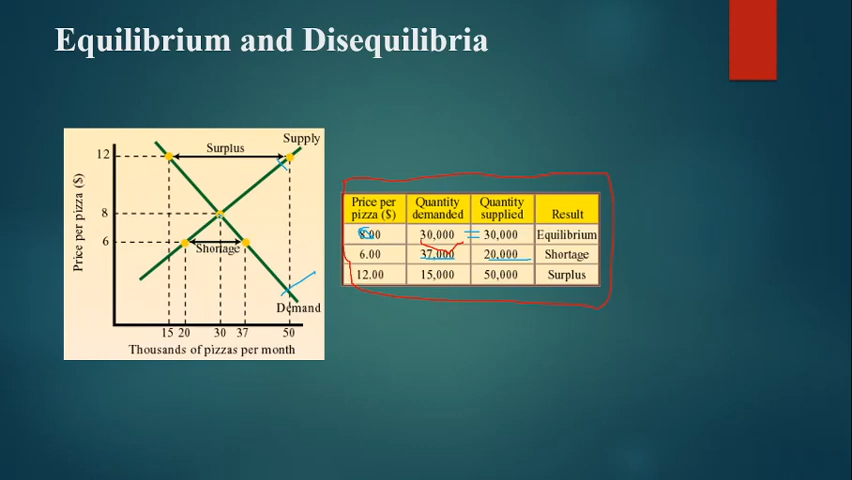 Equilibrium and Disequilibria
Supply
Surplus
12
8
6
Shortage
Price per pizza ($)
Demand
15 20 30 37 50
Thousands of pizzas per month
Price per pizza ($) Quantity demanded Quantity supplied Result
8.00 30,000 = 30,000 Equilibrium
6.00 37,000 20,000 Shortage
12.00 15,000 50,000 Surplus